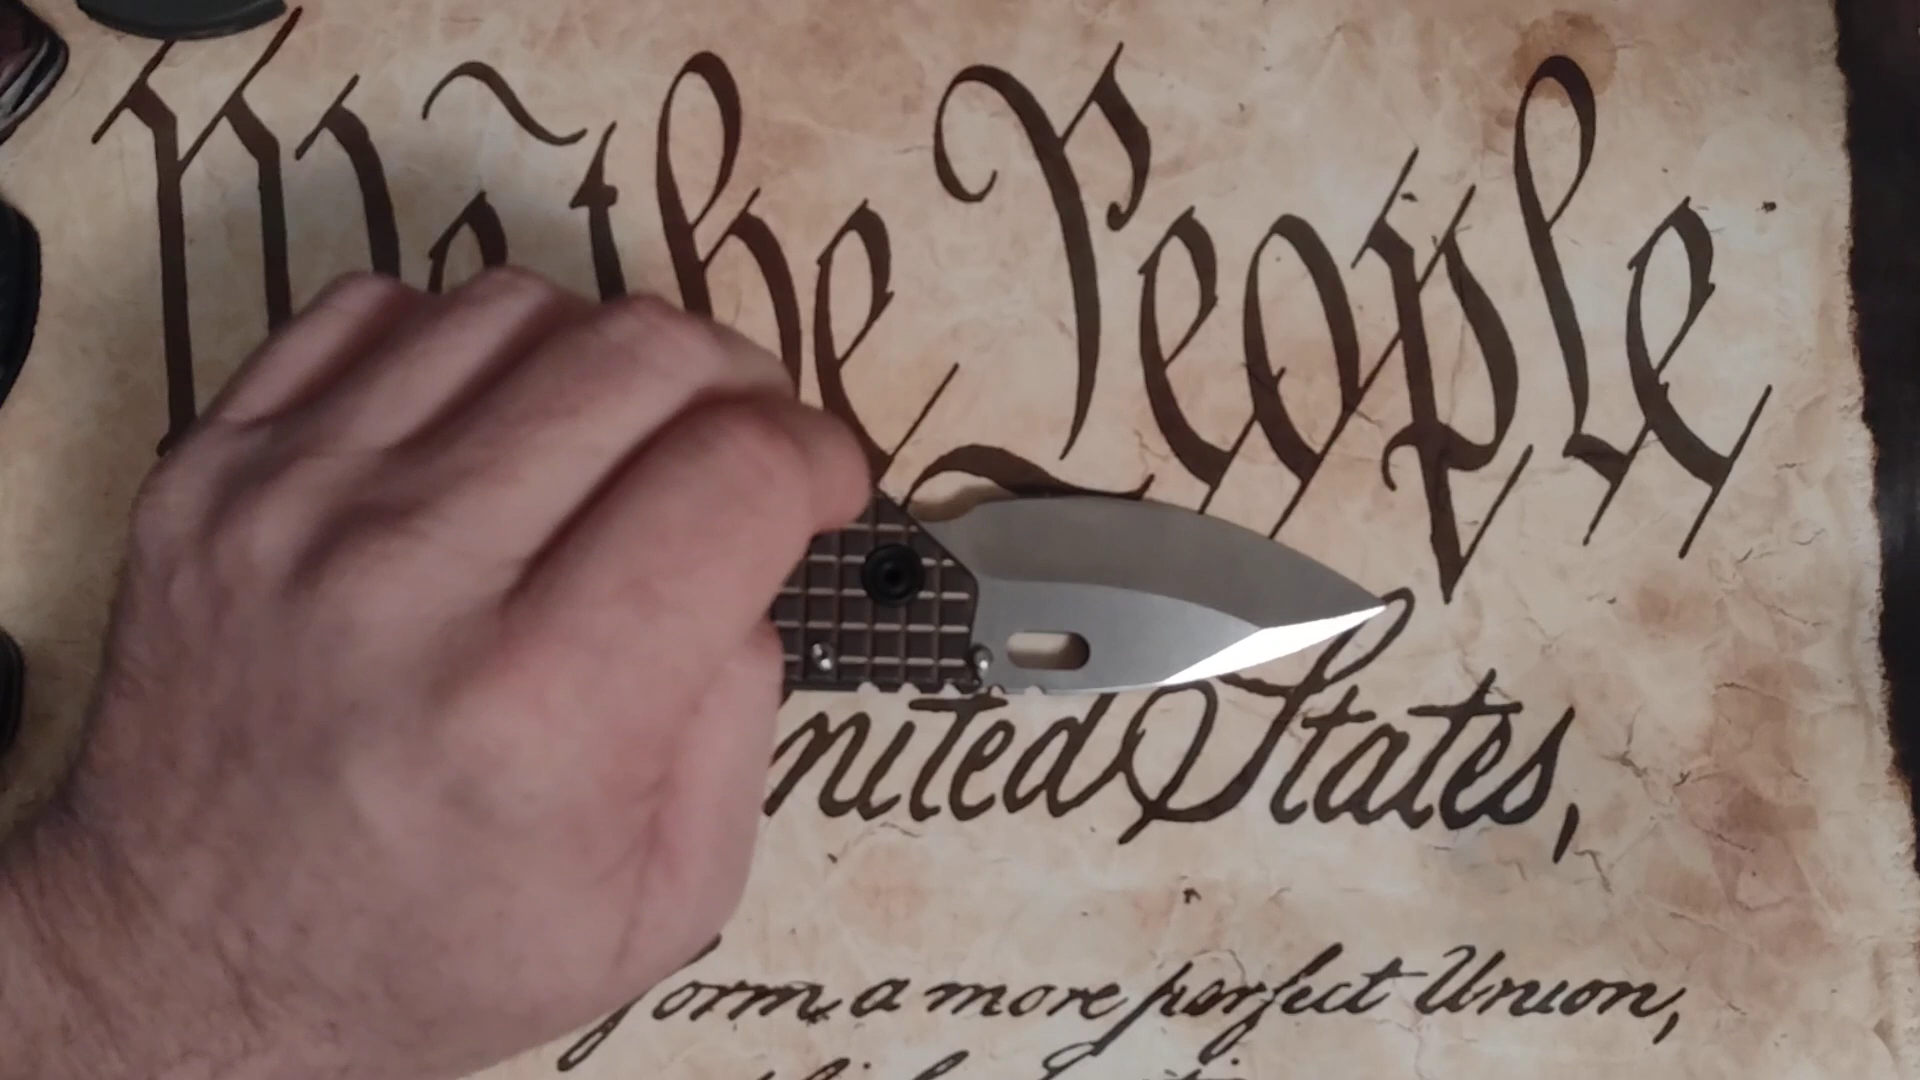 We the People
nited States,
form a more perfect Union,